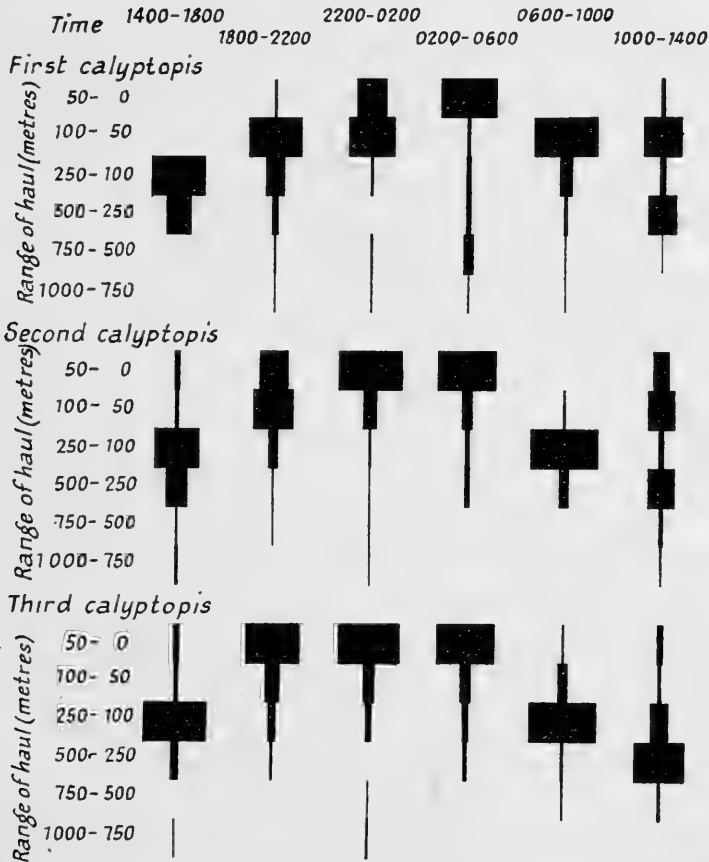 Time 1400-1800 2200-0200 0600-1000
1800-2200 0200-0600 1000-1400
First calyptopis
Range of haul (metres)
50- 0
100- 50
250- 100
500- 250
750- 500
1000-750
Second calyptopis
Range of haul (metres)
50- 0
100- 50
250- 100
500- 250
750- 500
1000-750
Third calyptopis
Range of haul (metres)
50- 0
100- 50
250- 100
500- 250
750- 500
1000-750